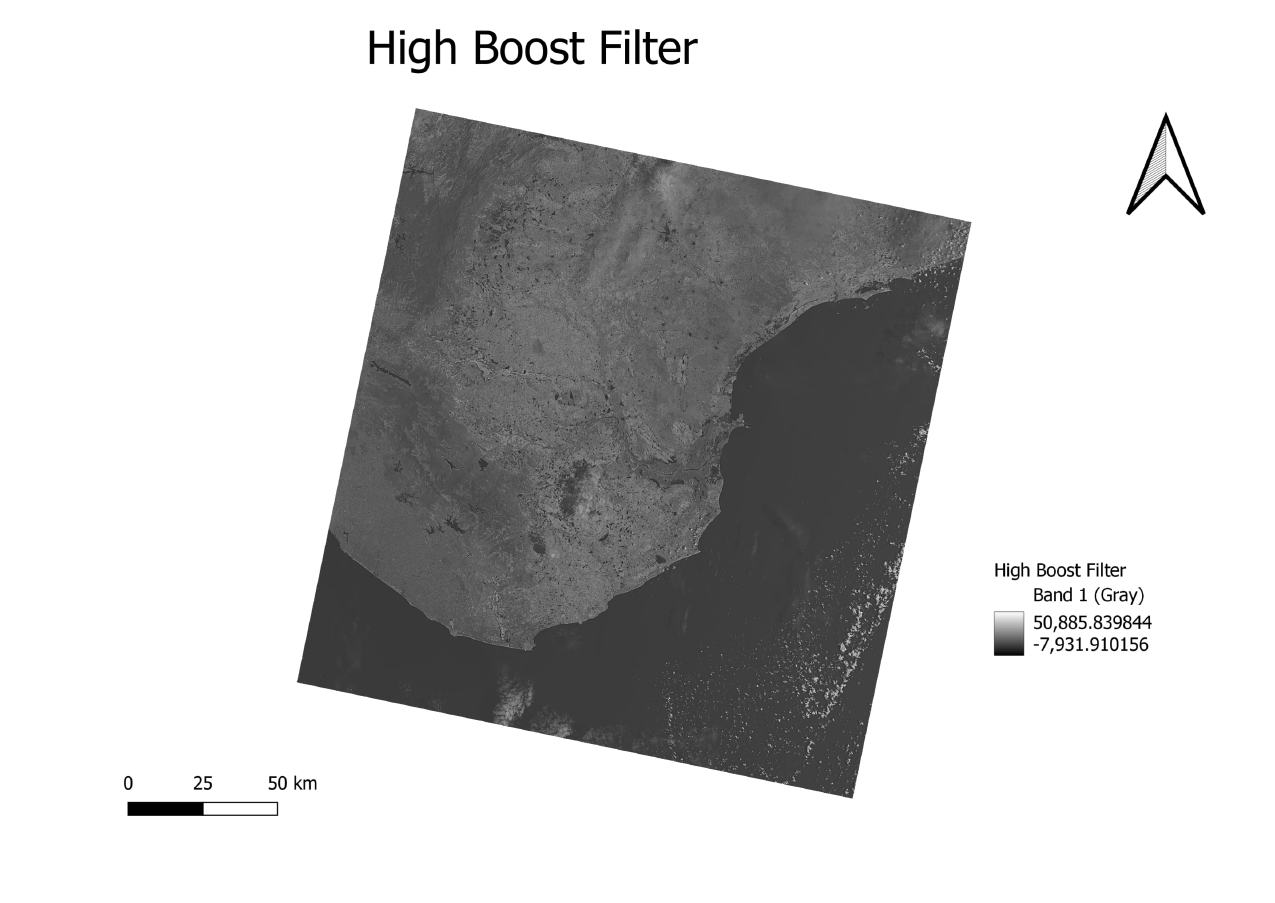 High Boost Filter
High Boost Filter
Band 1 (Gray)
50,885.839844
-7,931.910156
0 25 50 km